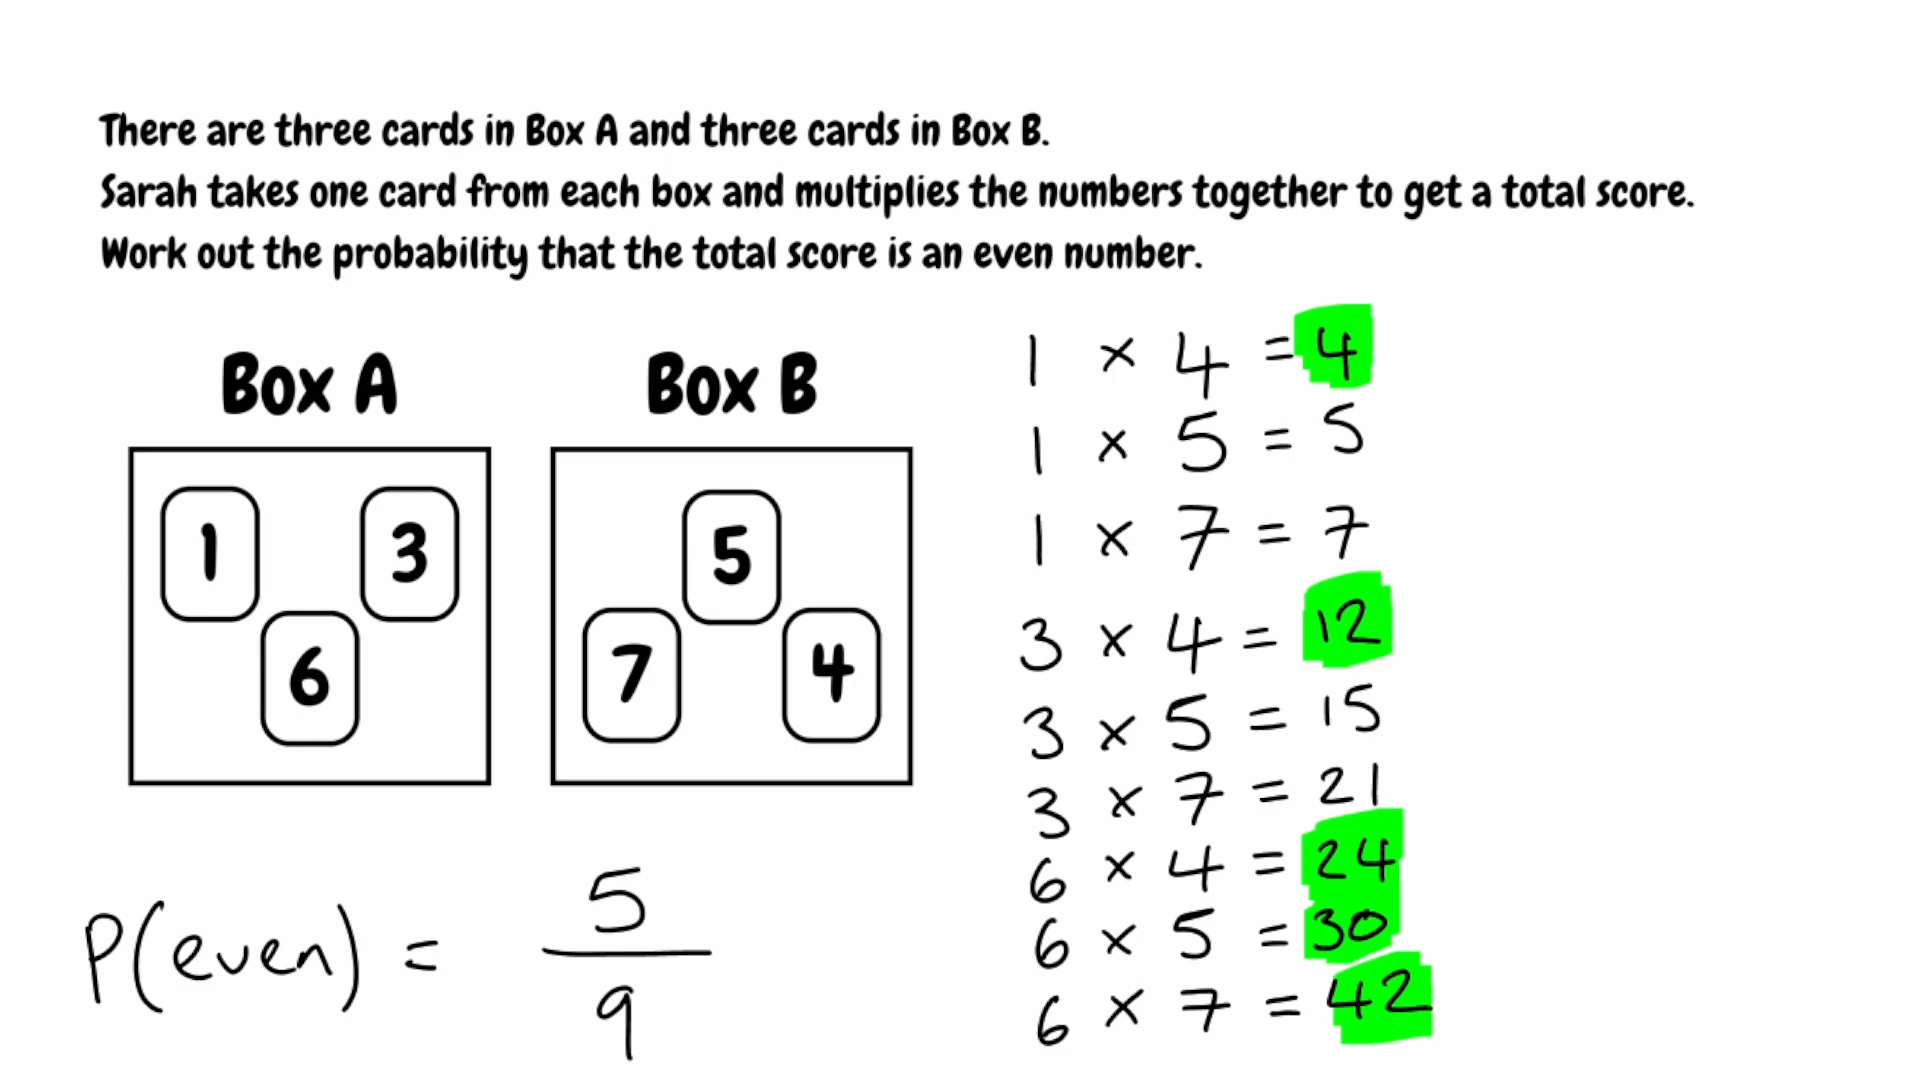 There are three cards in Box A and three cards in Box B.
Sarah takes one card from each box and multiplies the numbers together to get a total score.
Work out the probability that the total score is an even number.
Box A
Box B
1 3
6
5
7 4
1 × 4 = 4
1 × 5 = 5
1 × 7 = 7
3 × 4 = 12
3 × 5 = 15
3 × 7 = 21
6 × 4 = 24
6 × 5 = 30
6 × 7 = 42
P(even) = 5/9